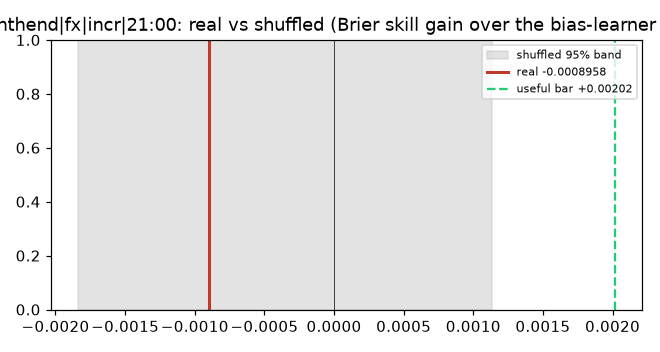 nthend|fx|incr|21:00: real vs shuffled (Brier skill gain over the bias-learner
1.0
0.8
0.6
0.4
0.2
0.0
shuffled 95% band
real -0.0008958
useful bar +0.00202
−0.0020 −0.0015 −0.0010 −0.0005 0.0000 0.0005 0.0010 0.0015 0.0020